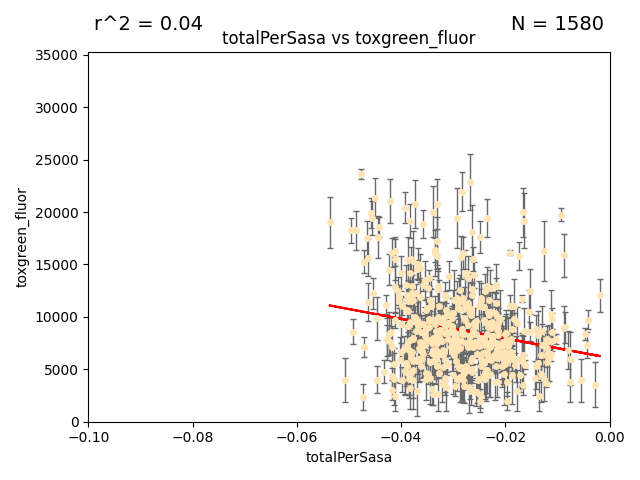 r^2 = 0.04
N = 1580
totalPerSasa vs toxgreen_fluor
35000
30000
25000
20000
15000
10000
5000
0
toxgreen_fluor
−0.10
−0.08
−0.06
−0.04
−0.02
0.00
totalPerSasa